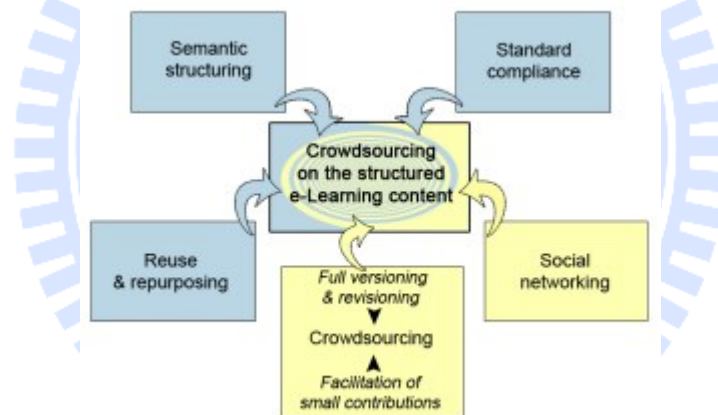 Semantic
structuring
Standard
compliance
Crowdsourcing
on the structured
e-Learning content
Reuse
& repurposing
Full versioning
& revisioning
Crowdsourcing
Facilitation of
small contributions
Social
networking